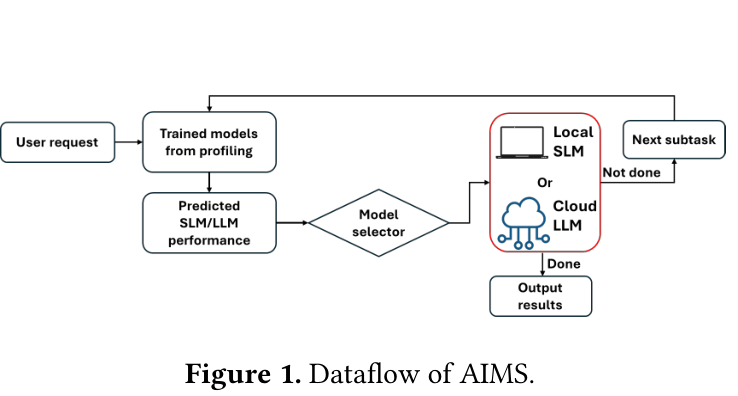 User request
Trained models
from profiling
Predicted
SLM/LLM
performance
Model
selector
Local
SLM
Or
Cloud
LLM
Not done
Next subtask
Done
Output
results
Figure 1. Dataflow of AIMS.